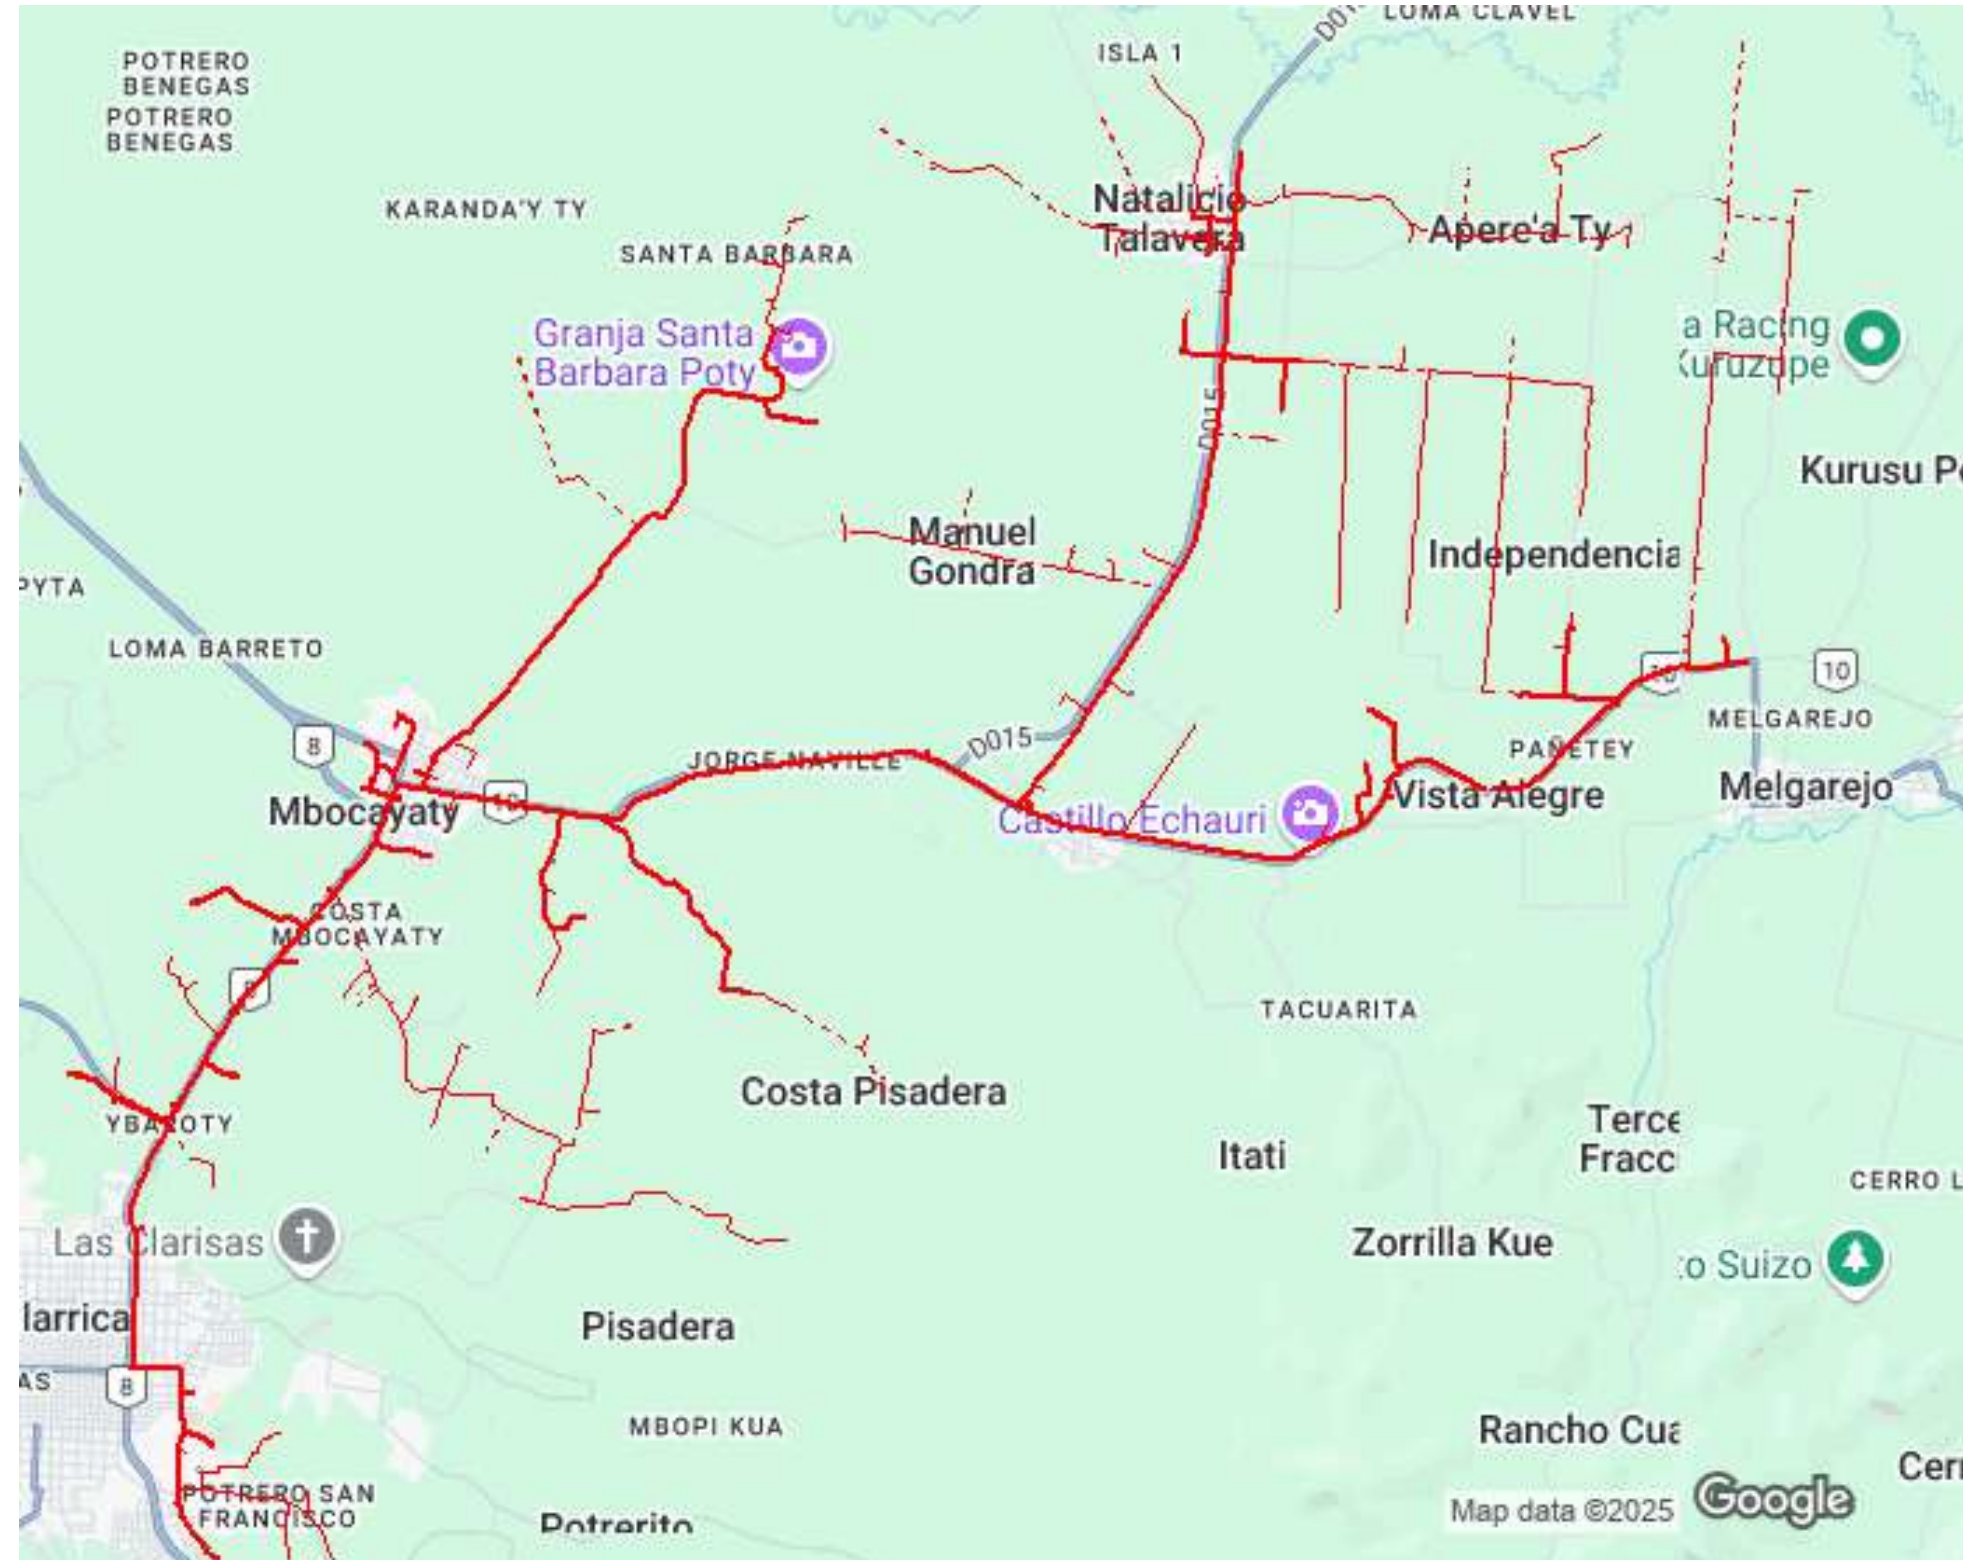 LOMA CLAVEL
D015
ISLA 1
POTRERO
BENEGAS
POTRERO
BENEGAS
KARANDA'Y TY
SANTA BARBARA
Natalicio
Talavera
Apere'a Ty
Granja Santa
Barbara Poty
a Racing
Kuruzupe
D015
Kurusu Pe
Manuel
Gondra
Independencia
PYTA
LOMA BARRETO
10
10
8
MELGAREJO
D015
JORGE NAVILLE
PAÑETEY
Mbocayaty
10
Castillo Echauri
Vista Alegre
Melgarejo
COSTA
MBOCAYATY
8
TACUARITA
Costa Pisadera
YBAROTY
Terce
Fracc
Itati
CERRO L
Las Clarisas
Zorrilla Kue
o Suizo
larrica
Pisadera
AS
8
MBOPI KUA
Rancho Cua
Cerr
POTRERO SAN
FRANCISCO
Potrerito
Map data ©2025
Google